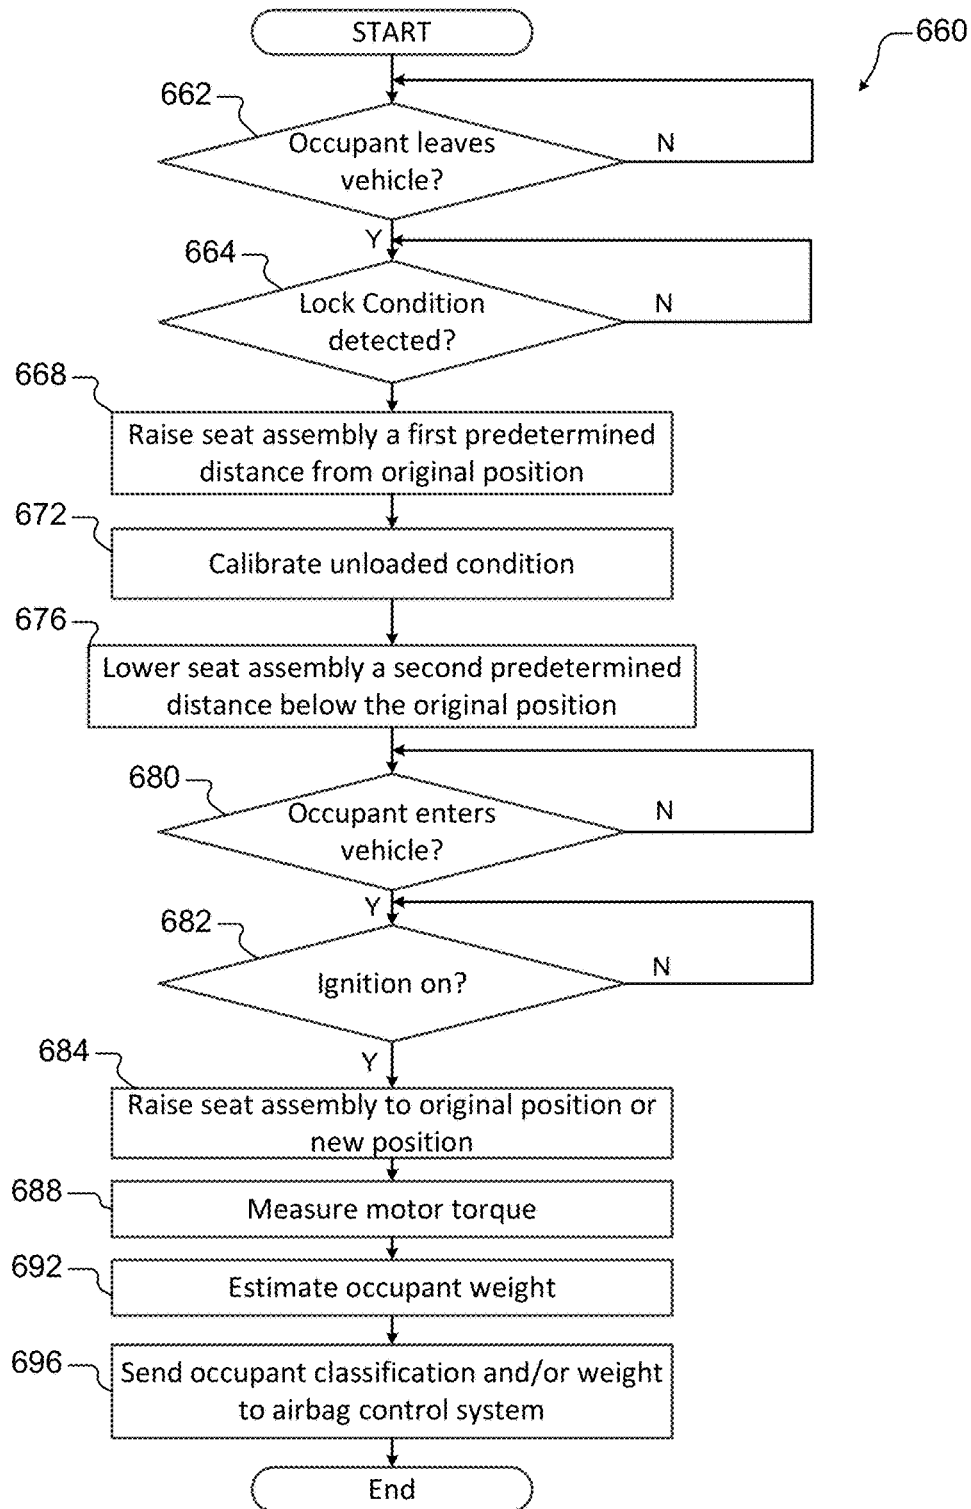 START
660
662
Occupant leaves
vehicle?
N
Y
664
Lock Condition
detected?
N
668
Raise seat assembly a first predetermined
distance from original position
672
Calibrate unloaded condition
676
Lower seat assembly a second predetermined
distance below the original position
680
Occupant enters
vehicle?
N
Y
682
Ignition on?
N
Y
684
Raise seat assembly to original position or
new position
688
Measure motor torque
692
Estimate occupant weight
696
Send occupant classification and/or weight
to airbag control system
End